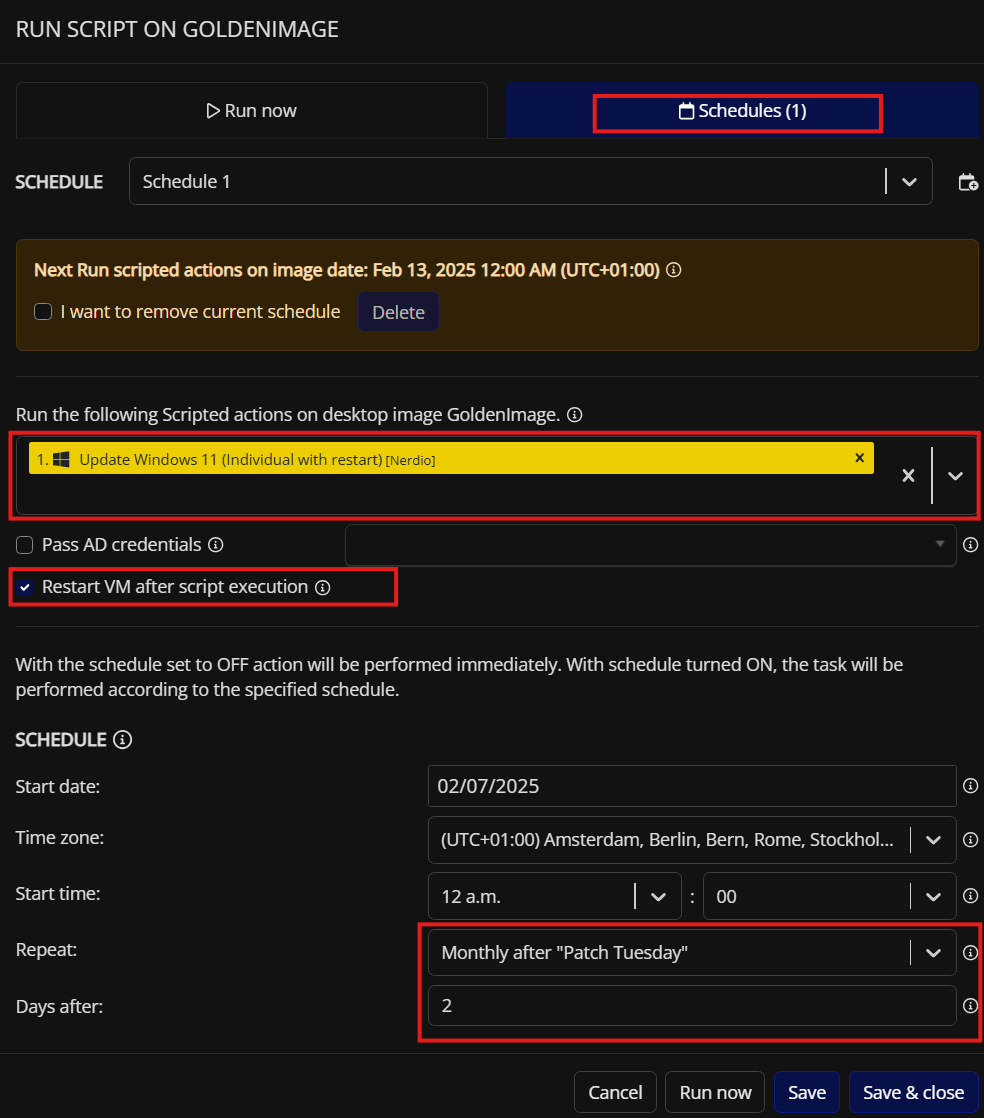 RUN SCRIPT ON GOLDENIMAGE
Run now
Schedules (1)
SCHEDULE
Schedule 1
Next Run scripted actions on image date: Feb 13, 2025 12:00 AM (UTC+01:00)
I want to remove current schedule
Delete
Run the following Scripted actions on desktop image GoldenImage.
1. Update Windows 11 (Individual with restart) [Nerdio]
Pass AD credentials
Restart VM after script execution
With the schedule set to OFF action will be performed immediately. With schedule turned ON, the task will be
performed according to the specified schedule.
SCHEDULE
Start date:
02/07/2025
Time zone:
(UTC+01:00) Amsterdam, Berlin, Bern, Rome, Stockhol...
Start time:
12 a.m.
:
00
Repeat:
Monthly after "Patch Tuesday"
Days after:
2
Cancel
Run now
Save
Save & close